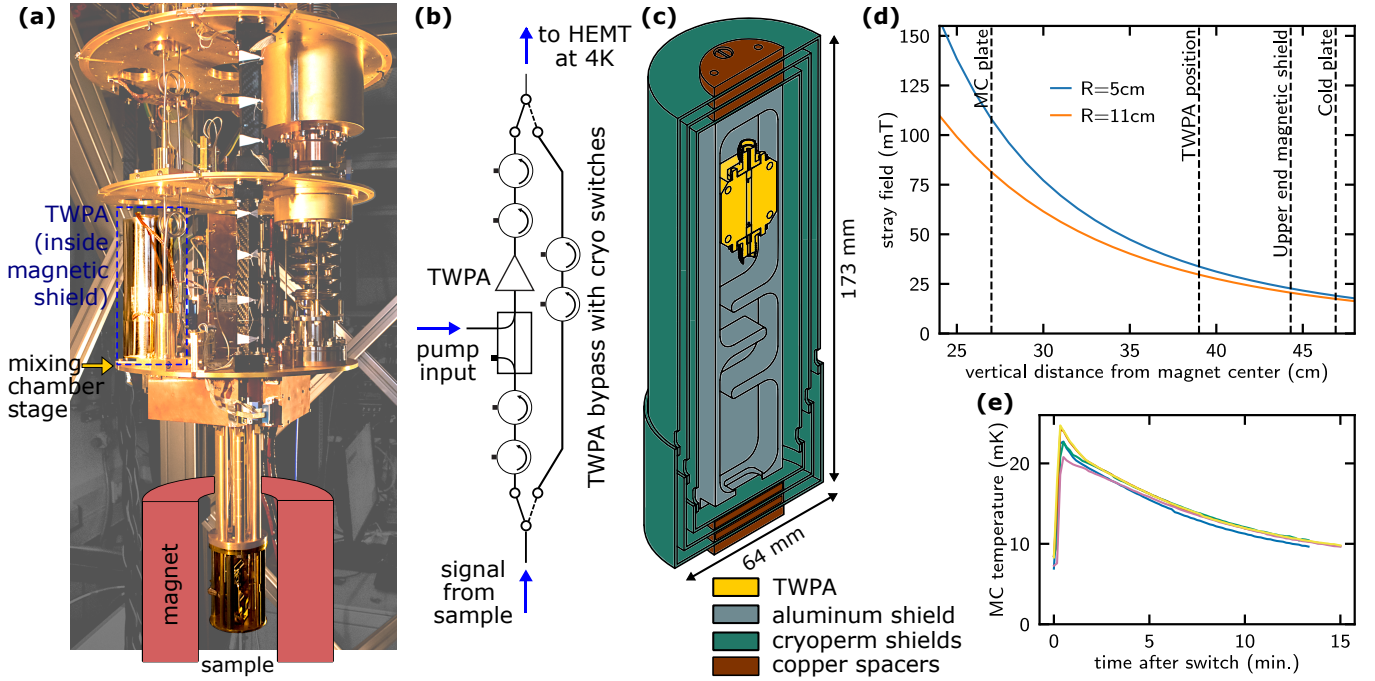 (a)
TWPA
(inside
magnetic
shield)
mixing
chamber
stage
magnet
sample
(b)
to HEMT
at 4K
TWPA
pump
input
TWPA bypass with cryo switches
signal
from
sample
(c)
173 mm
64 mm
TWPA
aluminum shield
cryoperm shields
copper spacers
(d)
stray field (mT)
150
125
100
75
50
25
0
MC plate
TWPA position
Upper end magnetic shield
Cold plate
R=5cm
R=11cm
25
30
35
40
45
vertical distance from magnet center (cm)
(e)
MC temperature (mK)
20
10
0
0
5
10
15
time after switch (min.)